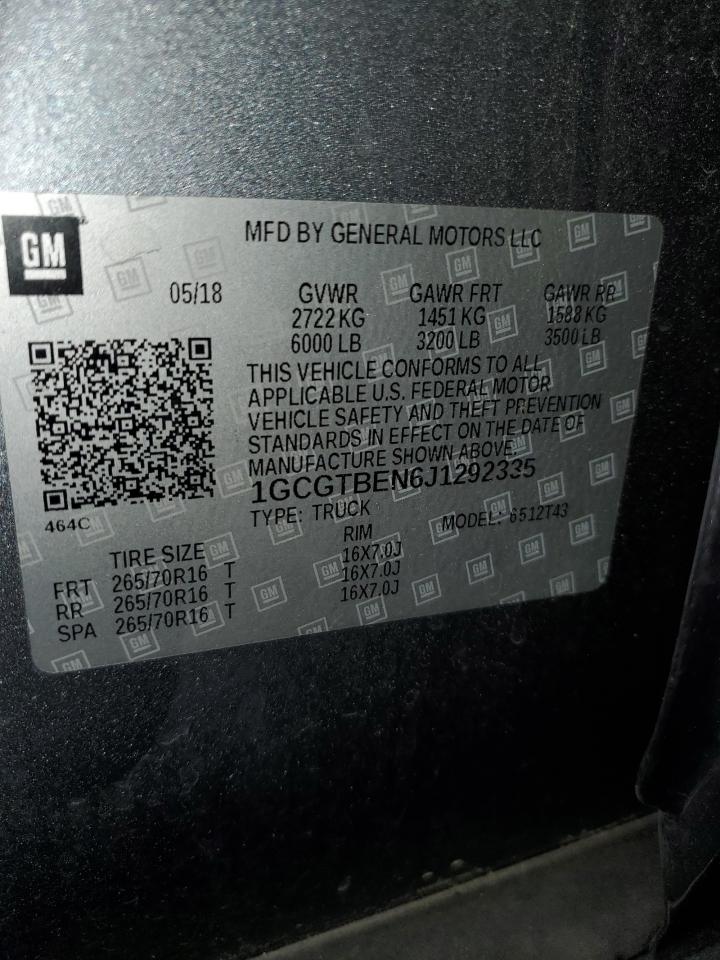 GM
MFD BY GENERAL MOTORS LLC
05/18 GVWR GAWR FRT GAWR RR
2722 KG 1451 KG 1588 KG
6000 LB 3200 LB 3500 LB
THIS VEHICLE CONFORMS TO ALL
APPLICABLE U.S. FEDERAL MOTOR
VEHICLE SAFETY AND THEFT PREVENTION
STANDARDS IN EFFECT ON THE DATE OF
MANUFACTURE SHOWN ABOVE.
1GCGTBEN6J1292335
464C
TYPE: TRUCK MODEL: 6512T43
TIRE SIZE RIM
FRT 265/70R16 T 16X7.0J
RR 265/70R16 T 16X7.0J
SPA 265/70R16 T 16X7.0J